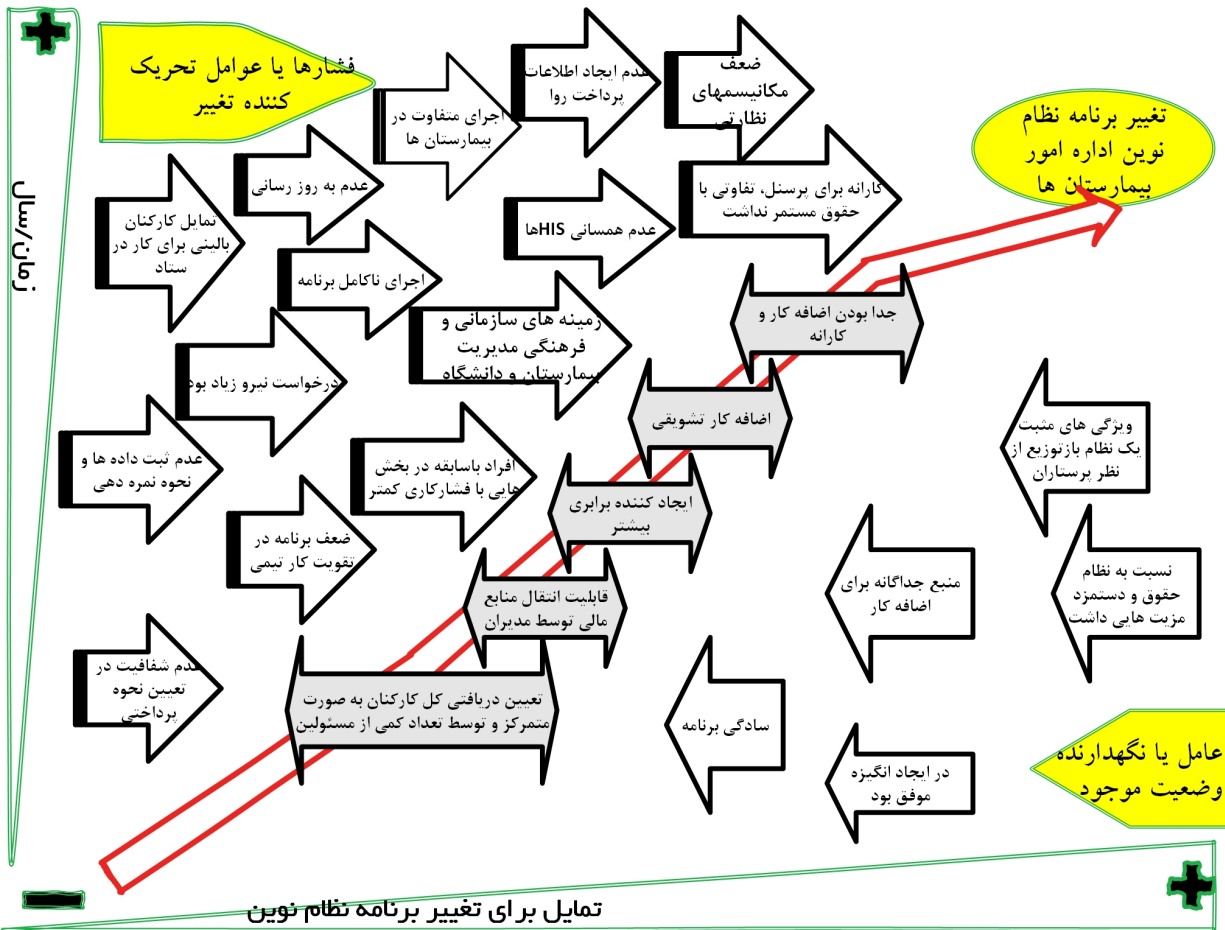 فشارها یا عوامل تحریک
کننده تغییر
تغییر برنامه نظام
نوین اداره امور
بیمارستان ها
ضعف
مکانیسمهای
نظارتی
عدم ایجاد اطلاعات
پرداخت روا
اجرای متفاوت در
بیمارستان ها
عدم به روز رسانی
کارانه برای پرسنل، تفاوتی با
حقوق مستمر نداشت
تمایل کارکنان
بالینی برای کار در
ستاد
عدم همسانی HISها
اجرای ناکامل برنامه
جدا بودن اضافه کار و
کارانه
زمینه های سازمانی و
فرهنگی مدیریت
بیمارستان و دانشگاه
درخواست نیرو زیاد بود
اضافه کار تشویقی
ویژگی های مثبت
یک نظام بازتوزیع از
نظر پرستاران
عدم ثبت داده ها و
نحوه نمره دهی
افراد باسابقه در بخش
هایی با فشارکاری کمتر
ایجاد کننده برابری
بیشتر
ضعف برنامه در
تقویت کار تیمی
قابلیت انتقال منابع
مالی توسط مدیران
منبع جداگانه برای
اضافه کار
نسبت به نظام
حقوق و دستمزد
مزیت هایی داشت
عدم شفافیت در
تعیین نحوه
پرداختی
تعیین دریافتی کل کارکنان به صورت
متمرکز و توسط تعداد کمی از مسئولین
سادگی برنامه
در ایجاد انگیزه
موفق بود
عامل یا نگهدارنده
وضعیت موجود
زمان/سال
تمایل برای تغییر برنامه نظام نوین